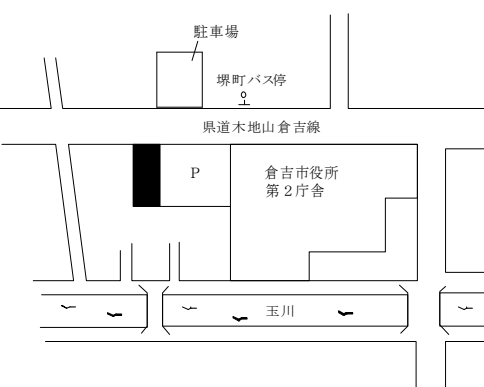 駐車場
堺町バス停
県道木地山倉吉線
P
倉吉市役所
第２庁舎
玉川